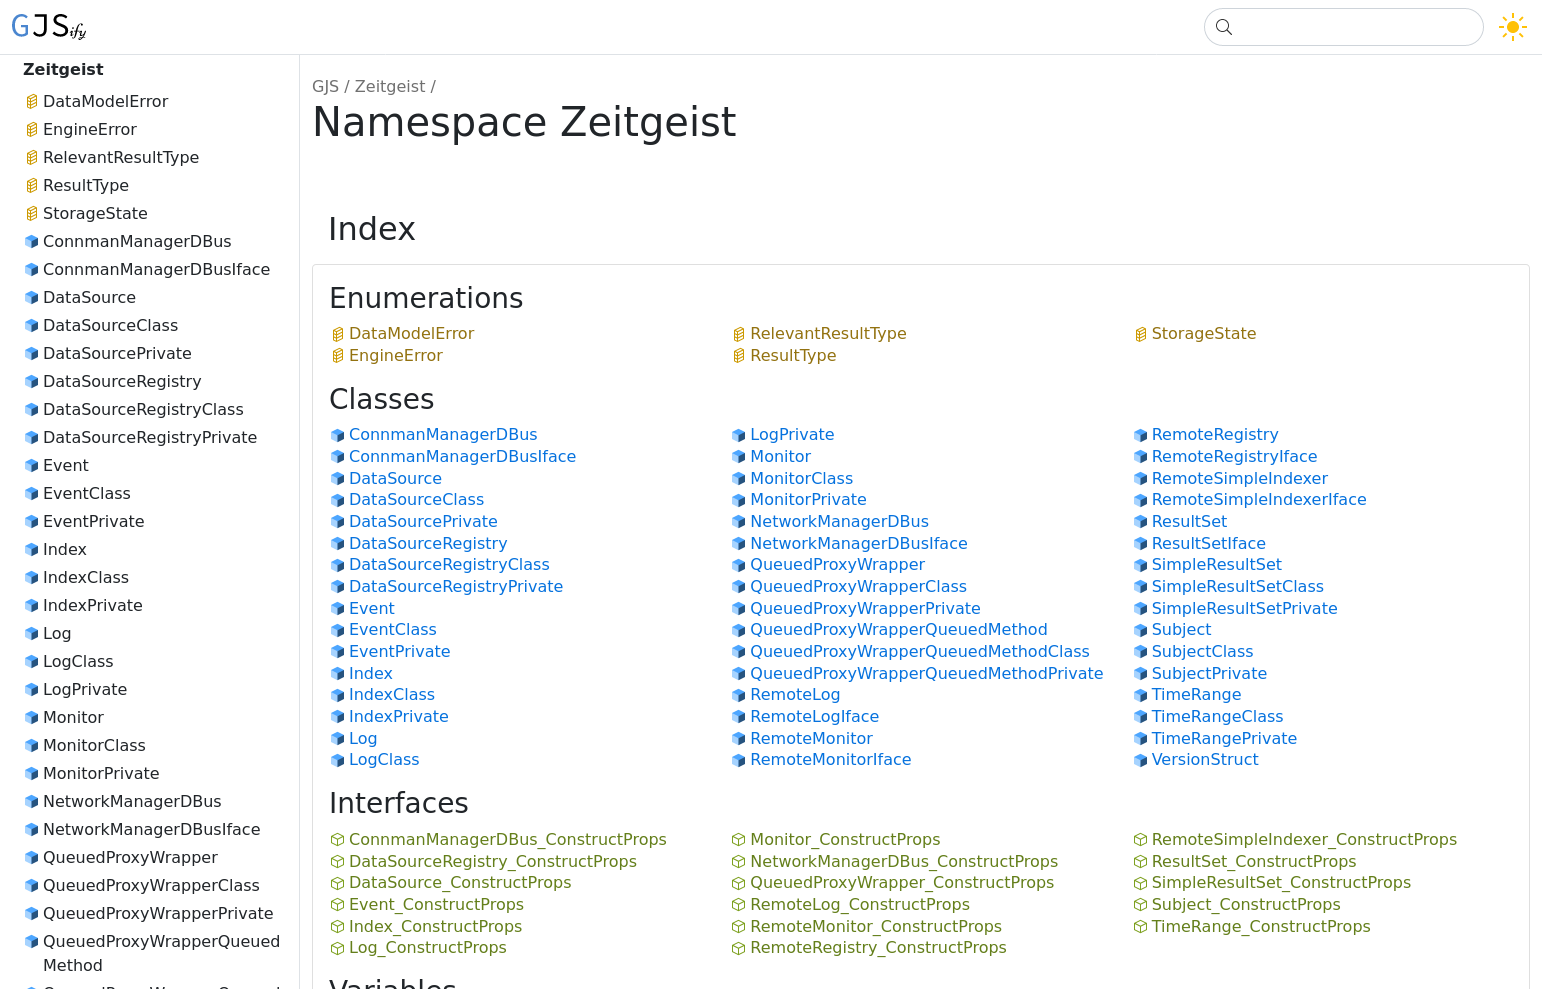 GJSify
Zeitgeist
DataModelError
EngineError
RelevantResultType
ResultType
StorageState
ConnmanManagerDBus
ConnmanManagerDBusIface
DataSource
DataSourceClass
DataSourcePrivate
DataSourceRegistry
DataSourceRegistryClass
DataSourceRegistryPrivate
Event
EventClass
EventPrivate
Index
IndexClass
IndexPrivate
Log
LogClass
LogPrivate
Monitor
MonitorClass
MonitorPrivate
NetworkManagerDBus
NetworkManagerDBusIface
QueuedProxyWrapper
QueuedProxyWrapperClass
QueuedProxyWrapperPrivate
QueuedProxyWrapperQueued
Method
GJS / Zeitgeist /
Namespace Zeitgeist
Index
Enumerations
DataModelError
EngineError
RelevantResultType
ResultType
StorageState
Classes
ConnmanManagerDBus
ConnmanManagerDBusIface
DataSource
DataSourceClass
DataSourcePrivate
DataSourceRegistry
DataSourceRegistryClass
DataSourceRegistryPrivate
Event
EventClass
EventPrivate
Index
IndexClass
IndexPrivate
Log
LogClass
LogPrivate
Monitor
MonitorClass
MonitorPrivate
NetworkManagerDBus
NetworkManagerDBusIface
QueuedProxyWrapper
QueuedProxyWrapperClass
QueuedProxyWrapperPrivate
QueuedProxyWrapperQueuedMethod
QueuedProxyWrapperQueuedMethodClass
QueuedProxyWrapperQueuedMethodPrivate
RemoteLog
RemoteLogIface
RemoteMonitor
RemoteMonitorIface
RemoteRegistry
RemoteRegistryIface
RemoteSimpleIndexer
RemoteSimpleIndexerIface
ResultSet
ResultSetIface
SimpleResultSet
SimpleResultSetClass
SimpleResultSetPrivate
Subject
SubjectClass
SubjectPrivate
TimeRange
TimeRangeClass
TimeRangePrivate
VersionStruct
Interfaces
ConnmanManagerDBus_ConstructProps
DataSourceRegistry_ConstructProps
DataSource_ConstructProps
Event_ConstructProps
Index_ConstructProps
Log_ConstructProps
Monitor_ConstructProps
NetworkManagerDBus_ConstructProps
QueuedProxyWrapper_ConstructProps
RemoteLog_ConstructProps
RemoteMonitor_ConstructProps
RemoteRegistry_ConstructProps
RemoteSimpleIndexer_ConstructProps
ResultSet_ConstructProps
SimpleResultSet_ConstructProps
Subject_ConstructProps
TimeRange_ConstructProps
Variables